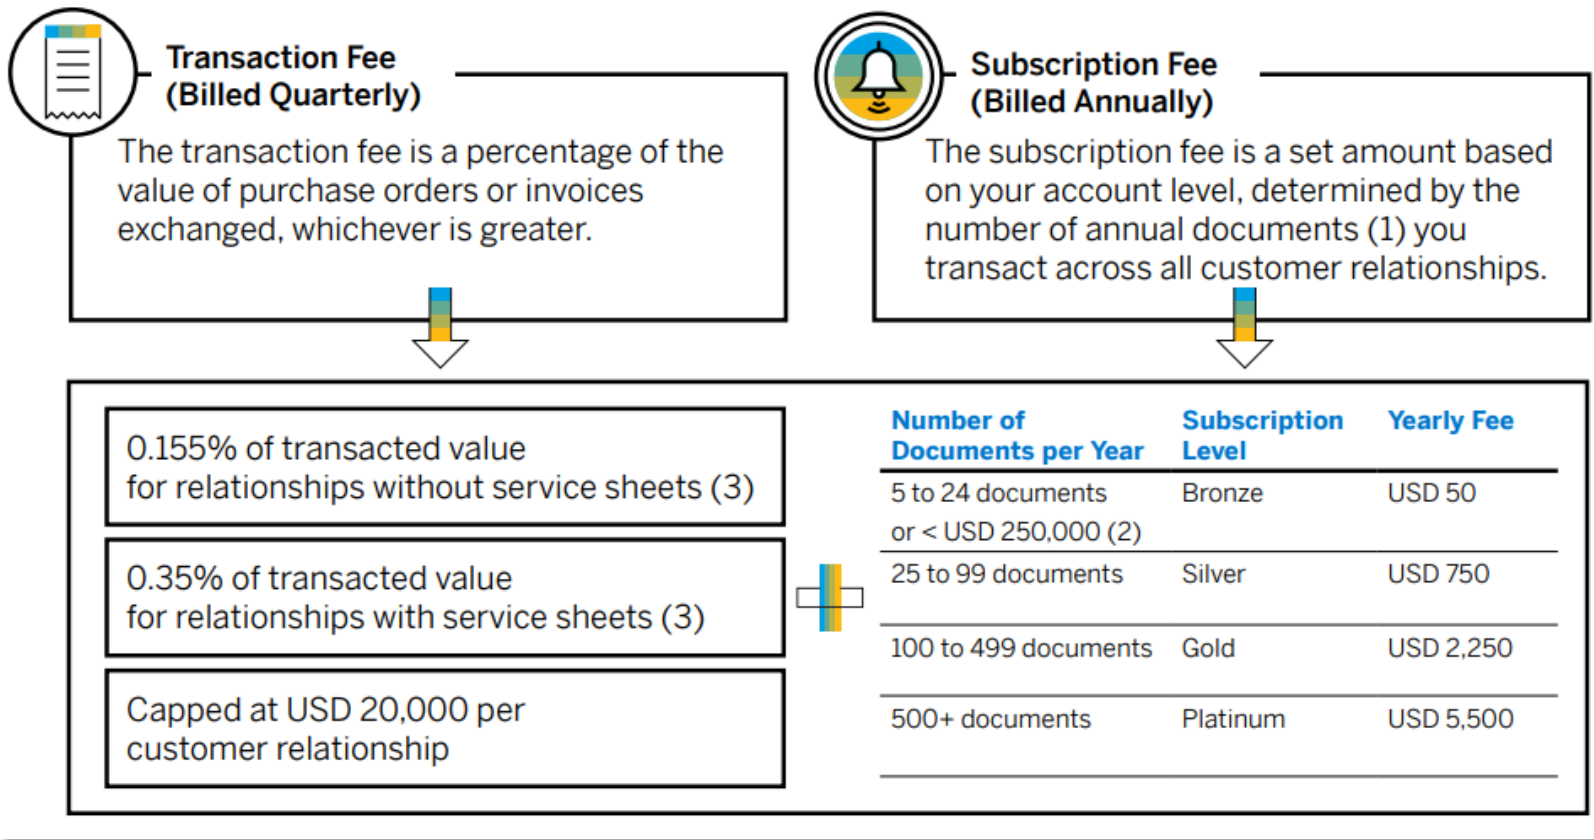 Transaction Fee
(Billed Quarterly)
The transaction fee is a percentage of the
value of purchase orders or invoices
exchanged, whichever is greater.
Subscription Fee
(Billed Annually)
The subscription fee is a set amount based
on your account level, determined by the
number of annual documents (1) you
transact across all customer relationships.
0.155% of transacted value
for relationships without service sheets (3)
0.35% of transacted value
for relationships with service sheets (3)
Capped at USD 20,000 per
customer relationship
Number of Documents per Year Subscription Level Yearly Fee
5 to 24 documents Bronze USD 50
or < USD 250,000 (2)
25 to 99 documents Silver USD 750
100 to 499 documents Gold USD 2,250
500+ documents Platinum USD 5,500